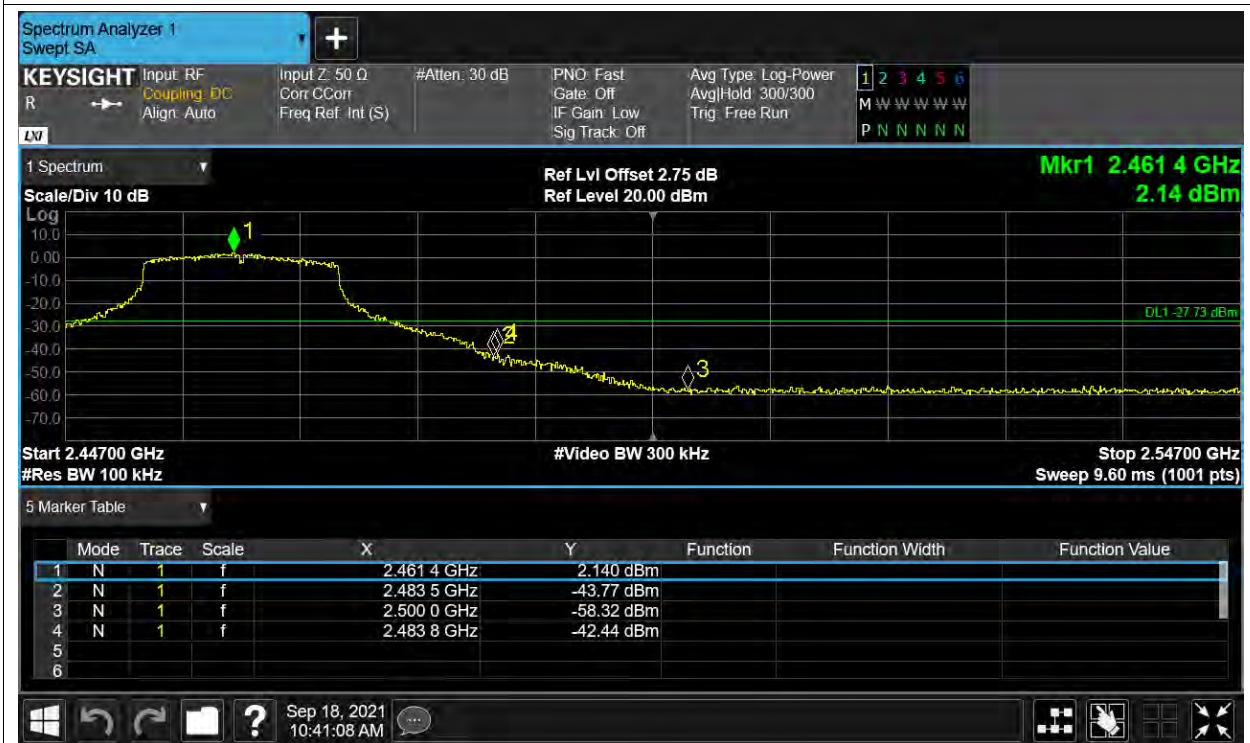 Spectrum Analyzer 1
Swept SA
+
KEYSIGHT Input: RF Input Z: 50 Ω #Atten: 30 dB PNO: Fast Avg Type: Log-Power 1 2 3 4 5 6
R Coupling: DC Corr CCorr Gate: Off Avg|Hold: 300/300 M W W W W W
Align: Auto Freq Ref: Int (S) IF Gain: Low Trig: Free Run
LXI Sig Track: Off P N N N N N
1 Spectrum Ref Lvl Offset 2.75 dB Mkr1 2.461 4 GHz
Scale/Div 10 dB Ref Level 20.00 dBm 2.14 dBm
Log
10.0
1
0.00
-10.0
-20.0
DL1 -27.73 dBm
-30.0
-40.0
-50.0
3
-60.0
-70.0
Start 2.44700 GHz #Video BW 300 kHz Stop 2.54700 GHz
#Res BW 100 kHz Sweep 9.60 ms (1001 pts)
5 Marker Table
Mode Trace Scale X Y Function Function Width Function Value
1 N 1 f 2.461 4 GHz 2.140 dBm
2 N 1 f 2.483 5 GHz -43.77 dBm
3 N 1 f 2.500 0 GHz -58.32 dBm
4 N 1 f 2.483 8 GHz -42.44 dBm
5
6
? Sep 18, 2021
10:41:08 AM